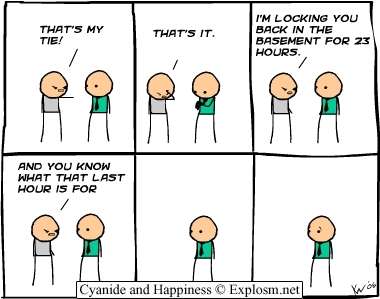 THAT'S MY
TIE!
THAT'S IT.
I'M LOCKING YOU
BACK IN THE
BASEMENT FOR 23
HOURS.
AND YOU KNOW
WHAT THAT LAST
HOUR IS FOR
Cyanide and Happiness © Explosm.net